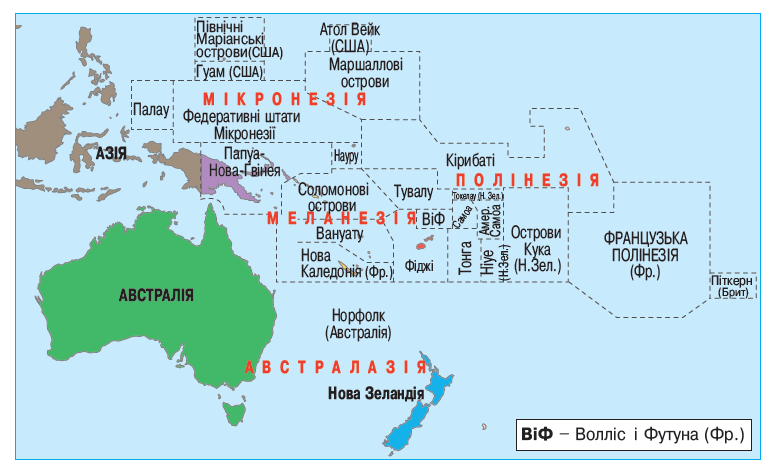 Північні
Маріанські
острови(США)
Гуам (США)
Атол Вейк
(США)
Маршаллові
острови
МІКРОНЕЗІЯ
Палау
Федеративні штати
Мікронезії
АЗІЯ
Папуа-
Нова-Гвінея
Науру
Кірибаті
ПОЛІНЕЗІЯ
Соломонові
острови
Тувалу
Токелау (Н. Зел.)
МЕЛАНЕЗІЯ
ВіФ
Самоа
Амер.
Самоа
Вануату
Нова
Каледонія (Фр.)
Фіджі
Тонга
Ніуе
(Н.Зел.)
Острови
Кука
(Н.Зел.)
ФРАНЦУЗЬКА
ПОЛІНЕЗІЯ
(Фр.)
Піткерн
(Брит)
АВСТРАЛІЯ
Норфолк
(Австралія)
АВСТРАЛАЗІЯ
Нова Зеландія
ВіФ – Волліс і Футуна (Фр.)